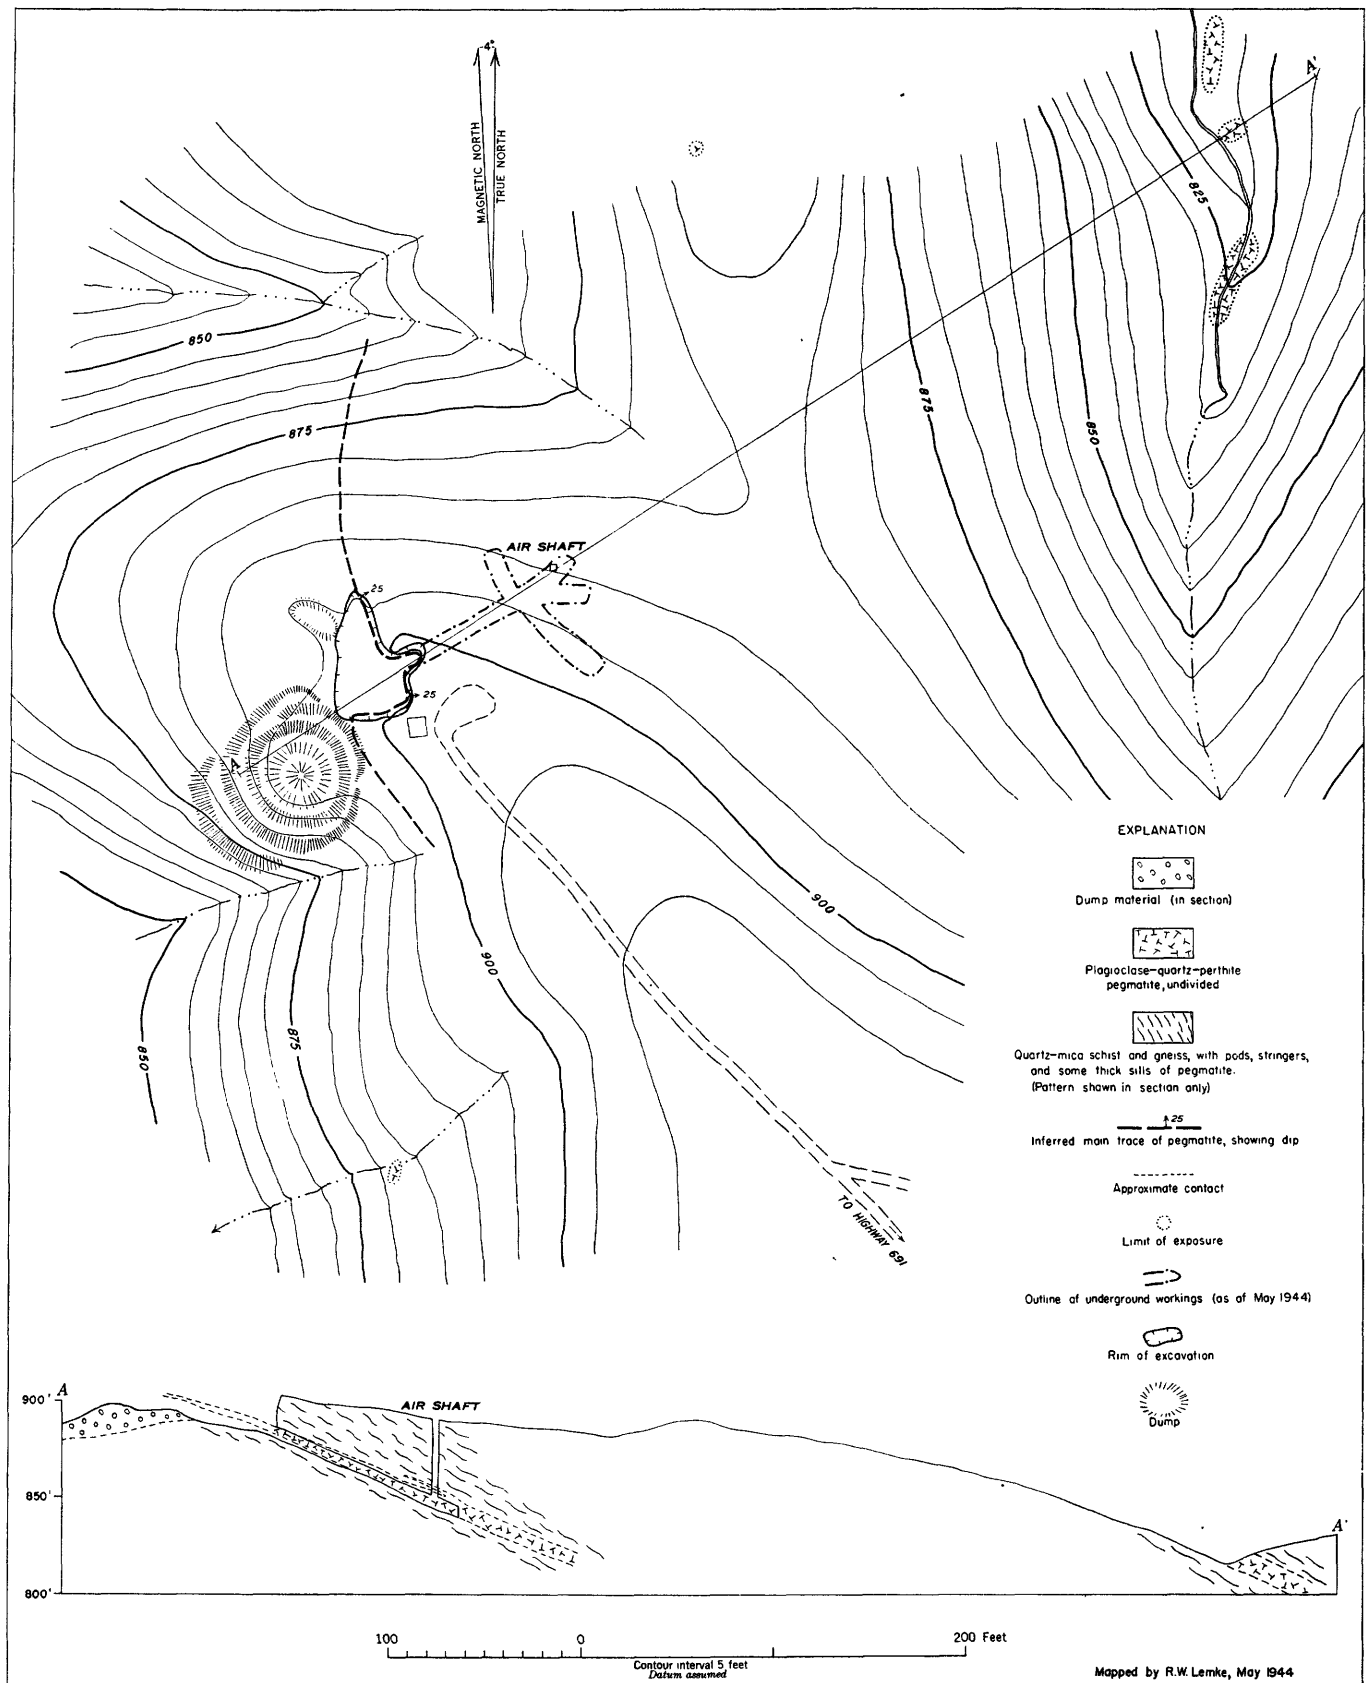 4°
MAGNETIC NORTH
TRUE NORTH
A'
825
850
875
875
850
AIR SHAFT
25
25
A
900
900
875
850
TO HIGHWAY 691
EXPLANATION
Dump material (in section)
Plagioclase-quartz-perthite
pegmatite, undivided
Quartz-mica schist and gneiss, with pods, stringers,
and some thick sills of pegmatite.
(Pattern shown in section only)
25
Inferred main trace of pegmatite, showing dip
Approximate contact
Limit of exposure
Outline of underground workings (as of May 1944)
Rim of excavation
Dump
900'
A
AIR SHAFT
850'
A'
800'
100
0
200 Feet
Contour interval 5 feet
Datum assumed
Mapped by R.W. Lemke, May 1944